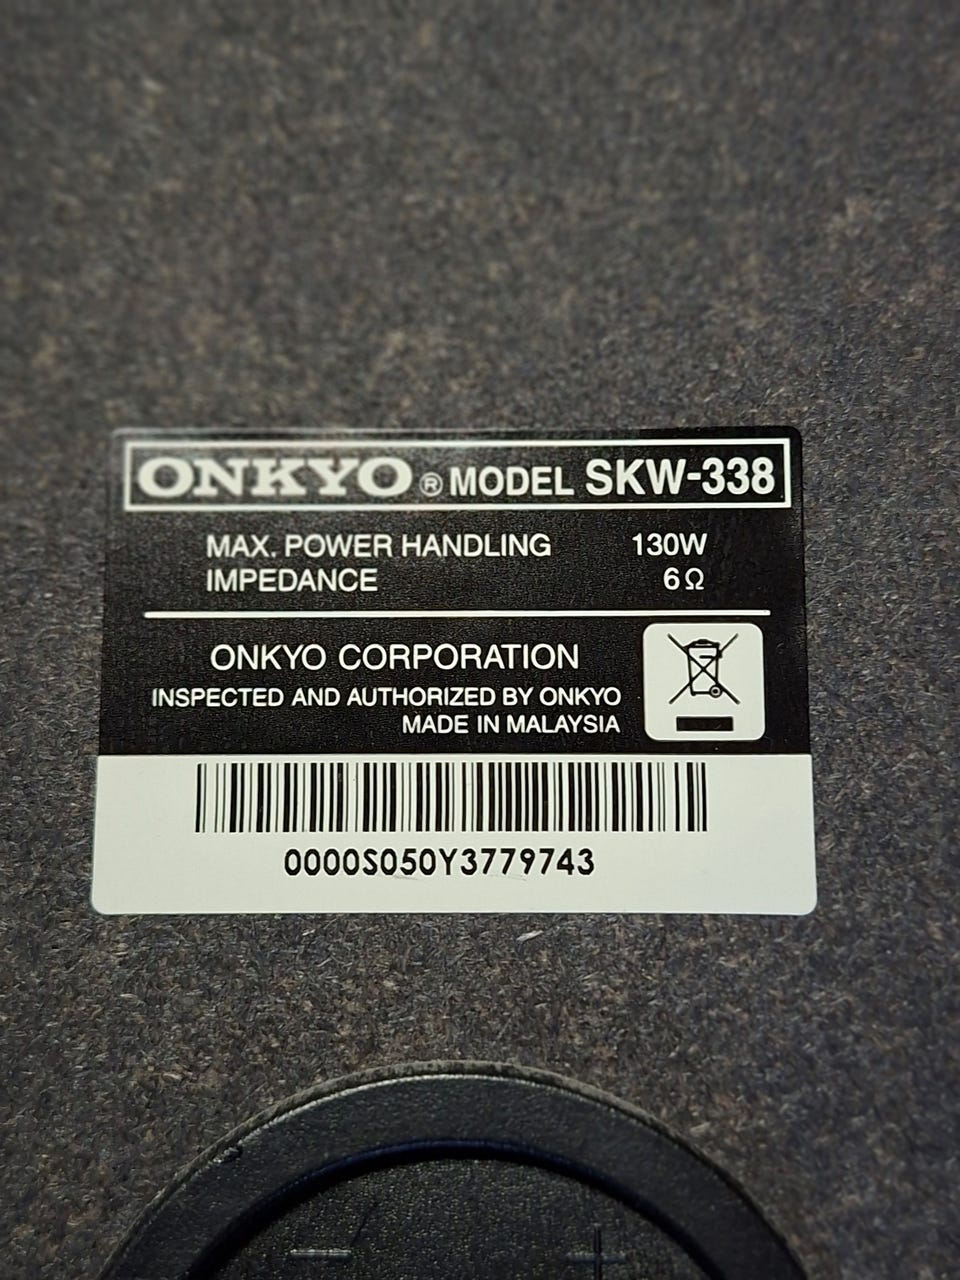 ONKYO ® MODEL SKW-338
MAX. POWER HANDLING 130W
IMPEDANCE 6Ω
ONKYO CORPORATION
INSPECTED AND AUTHORIZED BY ONKYO
MADE IN MALAYSIA
0000S050Y3779743
− +